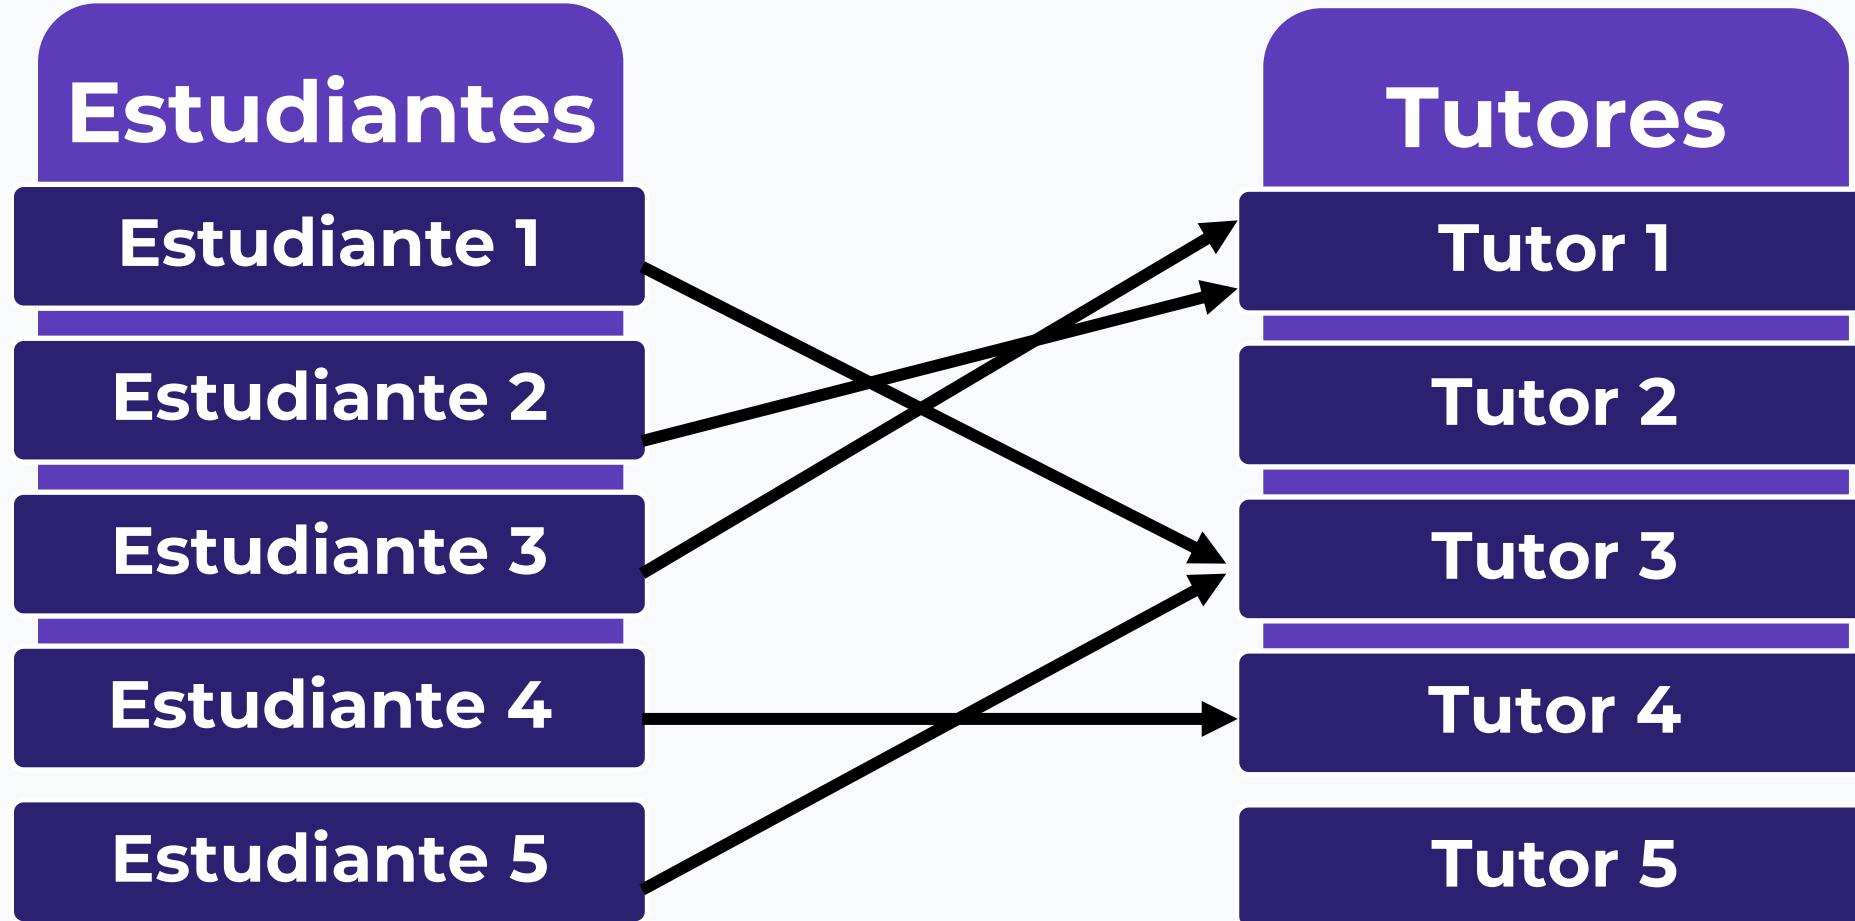 Estudiantes
Estudiante 1
Estudiante 2
Estudiante 3
Estudiante 4
Estudiante 5
Tutores
Tutor 1
Tutor 2
Tutor 3
Tutor 4
Tutor 5